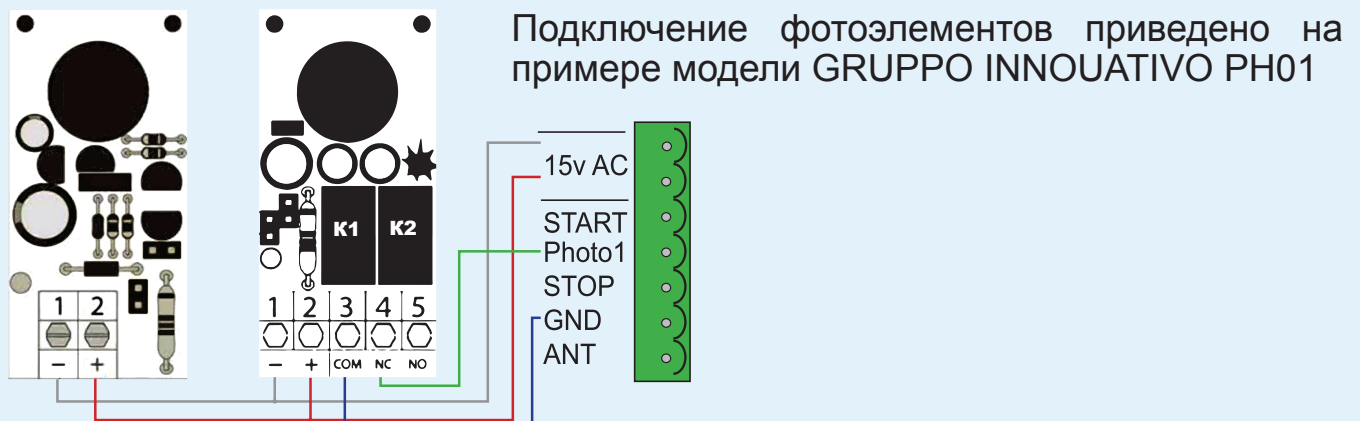 Подключение фотоэлементов приведено на
примере модели GRUPPO INNOUATIVO PH01
15v AC
START
Photo1
STOP
GND
ANT
K1 K2
1 2
− +
1 2 3 4 5
− + COM NC NO